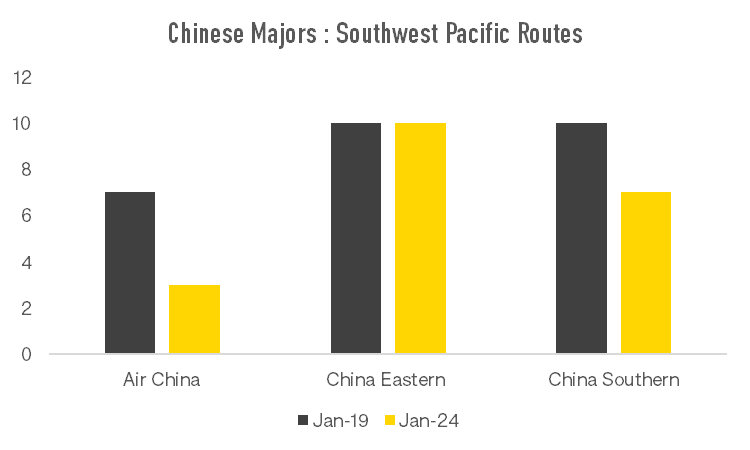 Chinese Majors : Southwest Pacific Routes
12
10
8
6
4
2
0
Air China China Eastern China Southern
Jan-19 Jan-24